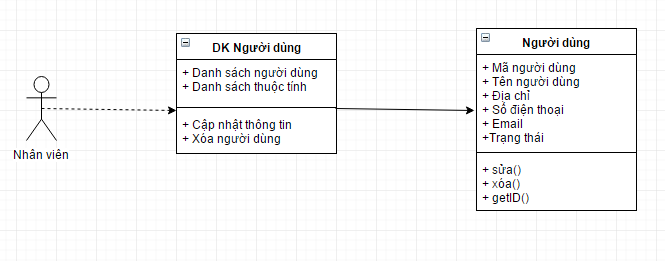 DK Người dùng
+ Danh sách người dùng
+ Danh sách thuộc tính
+ Cập nhật thông tin
+ Xóa người dùng
Nhân viên
Người dùng
+ Mã người dùng
+ Tên người dùng
+ Địa chỉ
+ Số điện thoại
+ Email
+Trạng thái
+ sửa()
+ xóa()
+ getID()